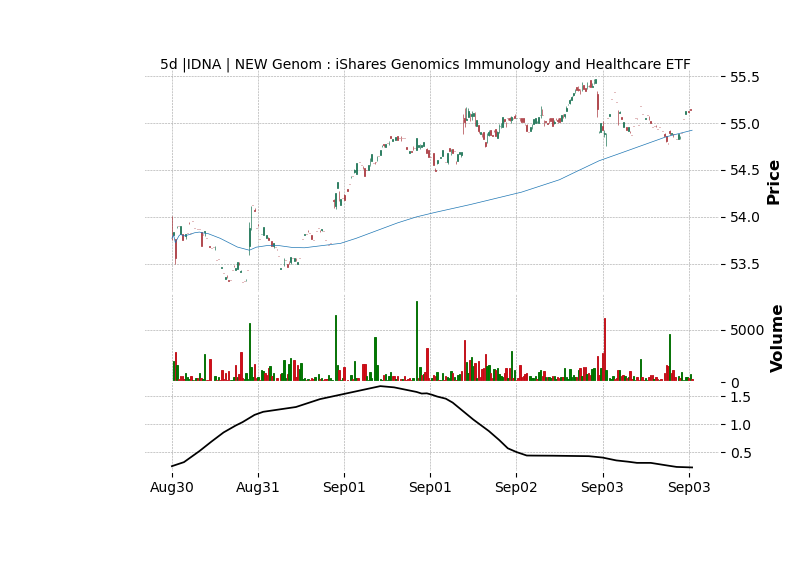 5d |IDNA | NEW Genom : iShares Genomics Immunology and Healthcare ETF
55.5
55.0
54.5
54.0
53.5
Price
5000
0
Volume
1.5
1.0
0.5
Aug30 Aug31 Sep01 Sep01 Sep02 Sep03 Sep03